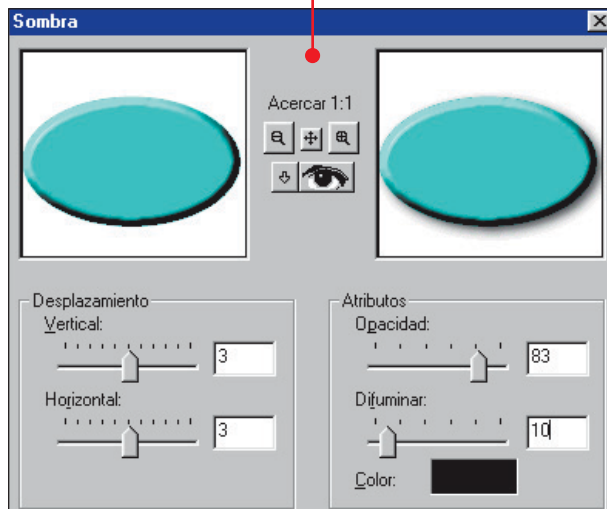 Sombra
Acercar 1:1
Desplazamiento
Vertical:
3
Horizontal:
3
Atributos
Opacidad:
83
Difuminar:
10
Color: